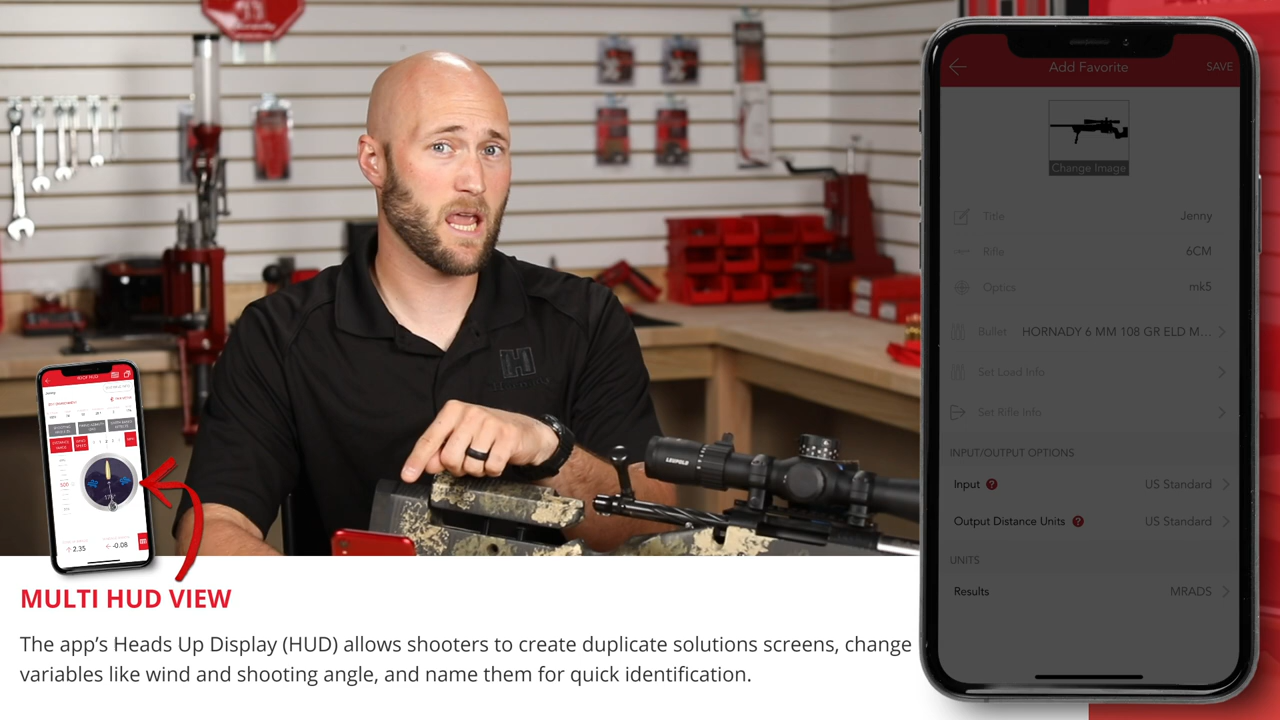 Add Favorite
SAVE
Change Image
Title
Jenny
Rifle
6CM
Optics
mk5
Bullet
HORNADY 6 MM 108 GR ELD M...
Set Load Info
Set Rifle Info
INPUT/OUTPUT OPTIONS
Input ?
US Standard
Output Distance Units ?
US Standard
UNITS
Results
MRADS
LEUPOLD
H
500
2.35
-0.08
MULTI HUD VIEW
The app’s Heads Up Display (HUD) allows shooters to create duplicate solutions screens, change
variables like wind and shooting angle, and name them for quick identification.